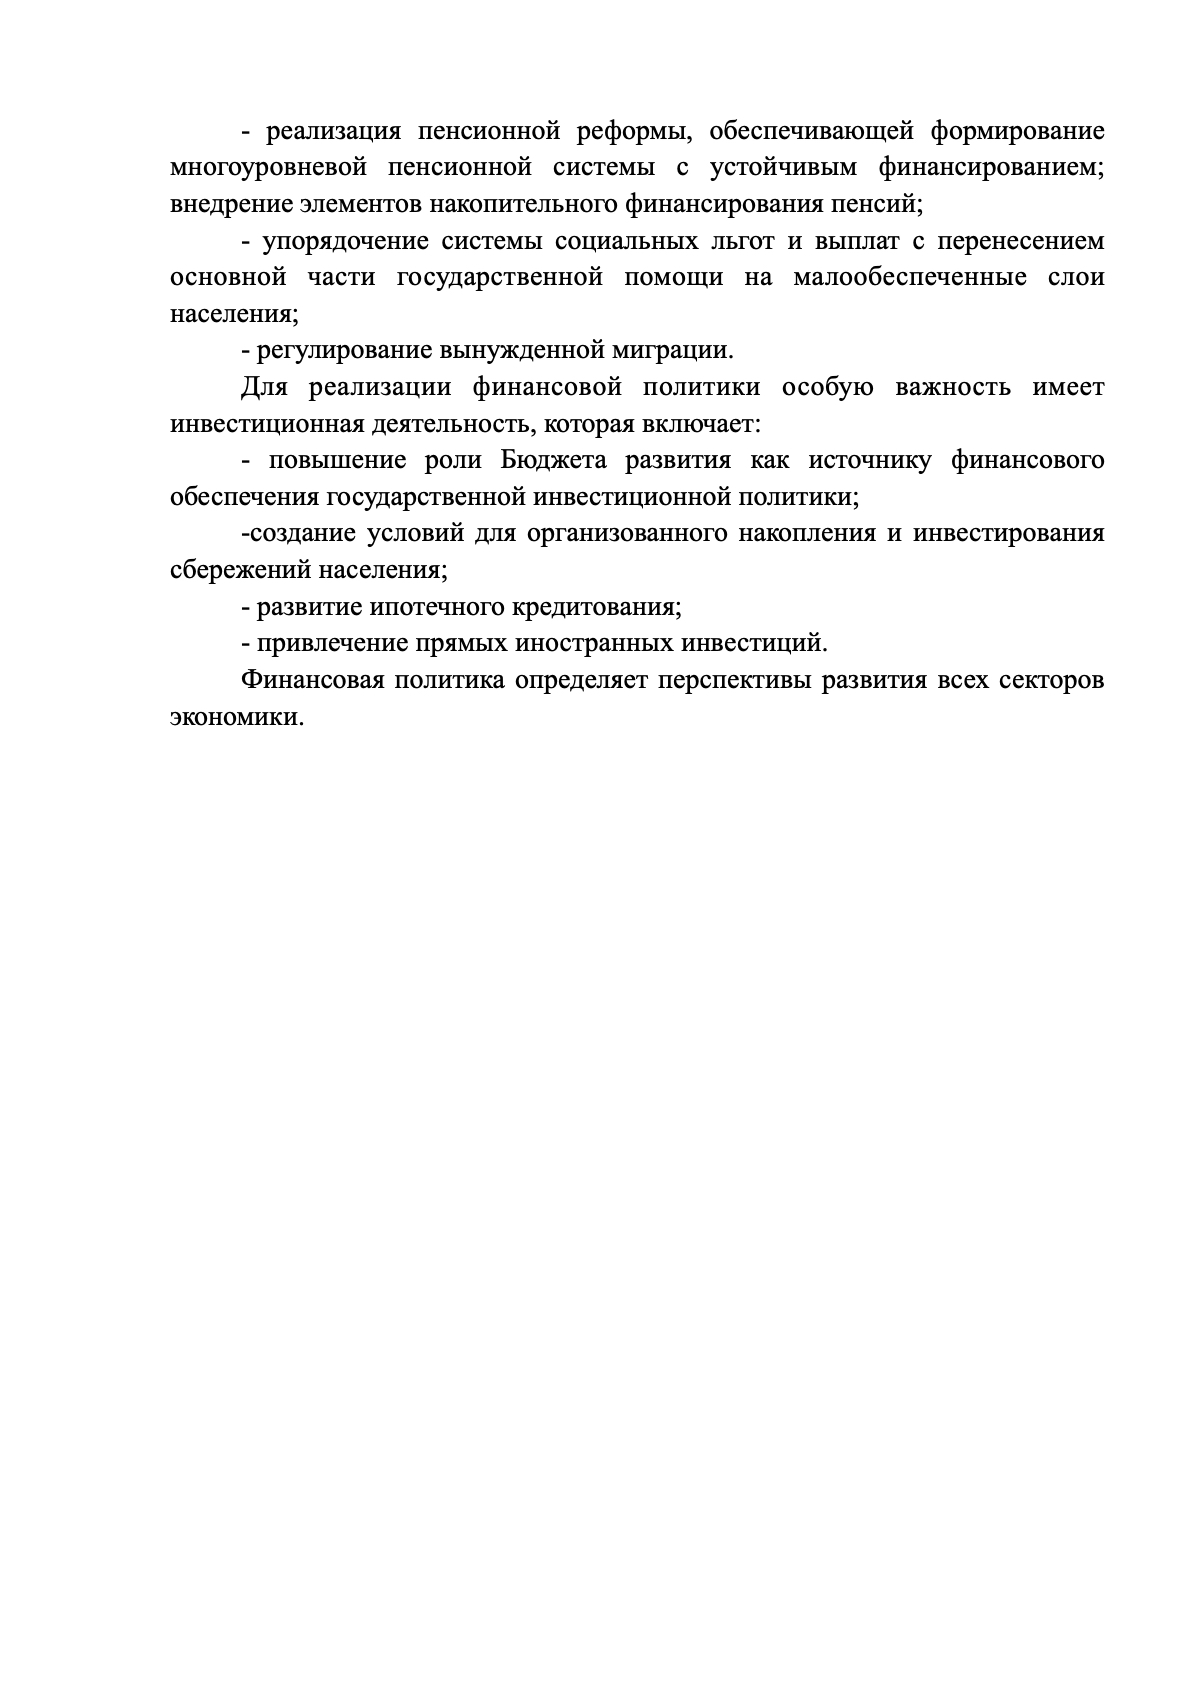 - реализация пенсионной реформы, обеспечивающей формирование
многоуровневой пенсионной системы с устойчивым финансированием;
внедрение элементов накопительного финансирования пенсий;
- упорядочение системы социальных льгот и выплат с перенесением
основной части государственной помощи на малообеспеченные слои
населения;
- регулирование вынужденной миграции.
Для реализации финансовой политики особую важность имеет
инвестиционная деятельность, которая включает:
- повышение роли Бюджета развития как источнику финансового
обеспечения государственной инвестиционной политики;
-создание условий для организованного накопления и инвестирования
сбережений населения;
- развитие ипотечного кредитования;
- привлечение прямых иностранных инвестиций.
Финансовая политика определяет перспективы развития всех секторов
экономики.